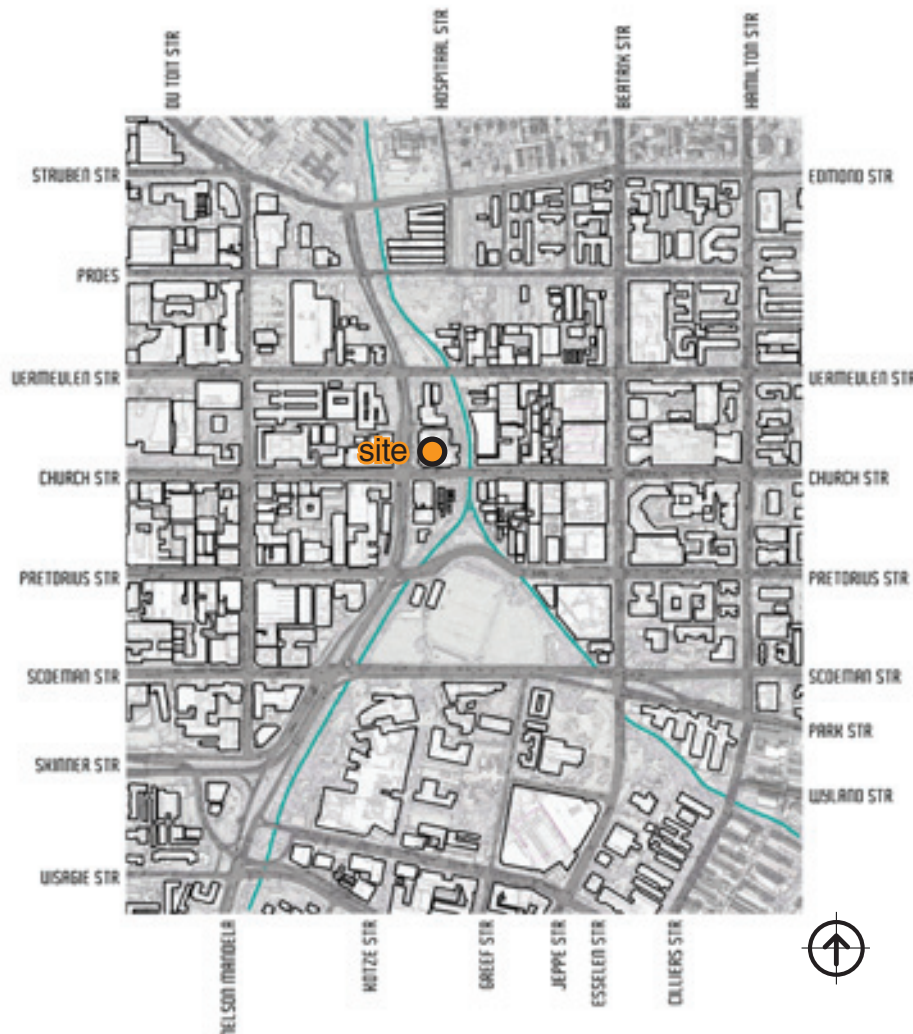 DU TOIT STR
HOSPITAAL STR
BEATRIX STR
HAMILTON STR
STRUBEN STR
EDMOND STR
PROES
VERMEULEN STR
VERMEULEN STR
site
CHURCH STR
CHURCH STR
PRETORIUS STR
PRETORIUS STR
SCOEMAN STR
SCOEMAN STR
PARK STR
SKINNER STR
WYLAND STR
VISAGIE STR
NELSON MANDELA
KOTZE STR
GREEF STR
JEPPE STR
ESSELEN STR
CILLIERS STR